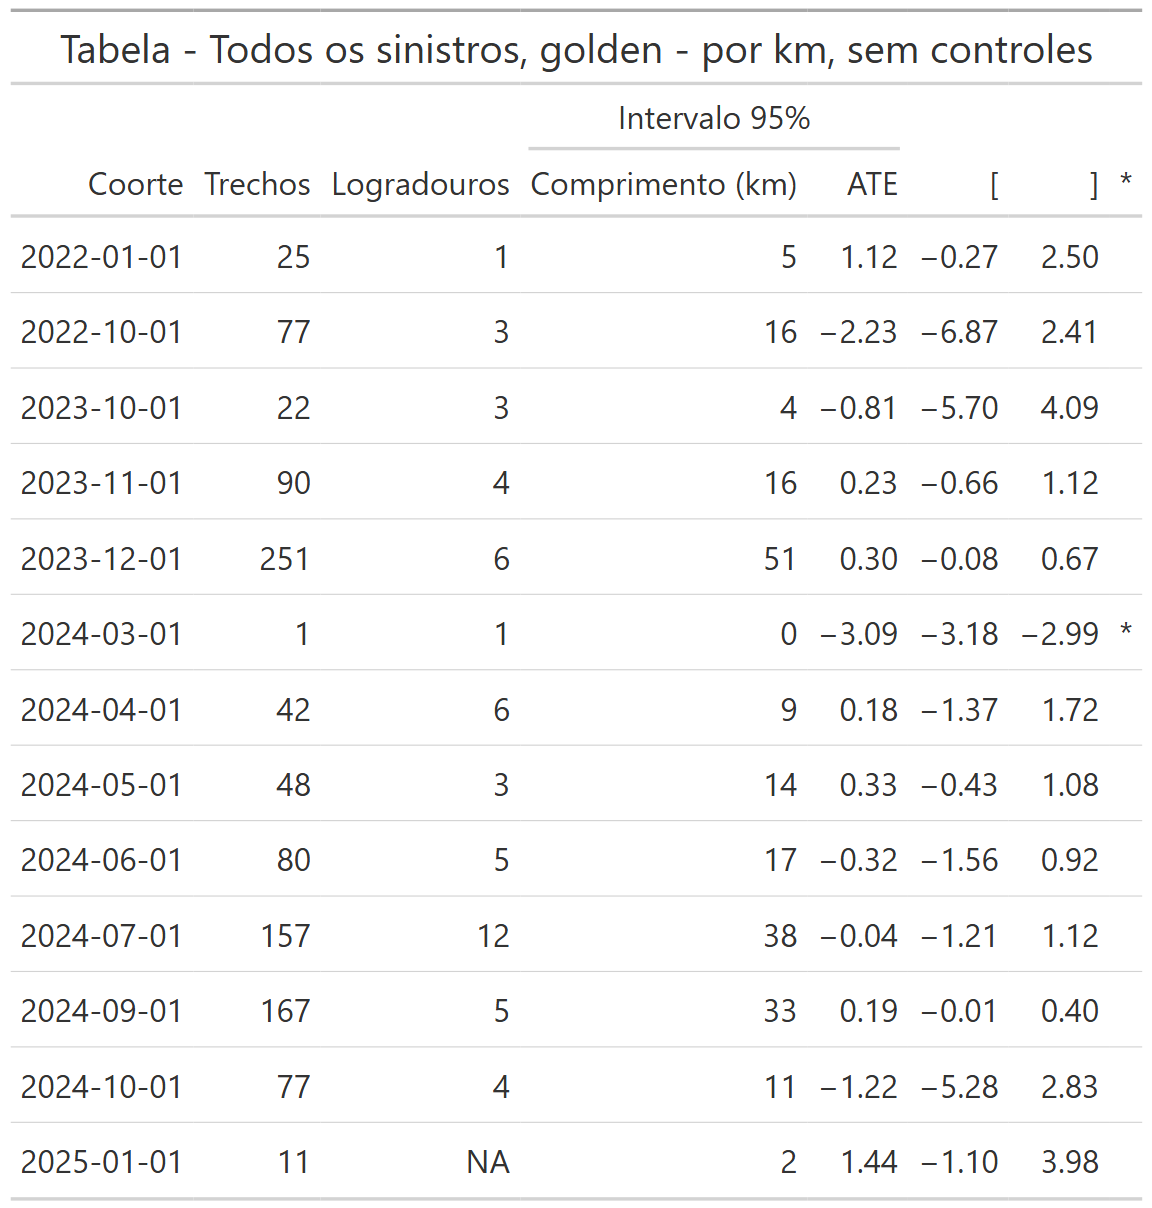 Tabela - Todos os sinistros, golden - por km, sem controles
Intervalo 95%
Coorte Trechos Logradouros Comprimento (km) ATE [ ] *
2022-01-01 25 1 5 1.12 −0.27 2.50
2022-10-01 77 3 16 −2.23 −6.87 2.41
2023-10-01 22 3 4 −0.81 −5.70 4.09
2023-11-01 90 4 16 0.23 −0.66 1.12
2023-12-01 251 6 51 0.30 −0.08 0.67
2024-03-01 1 1 0 −3.09 −3.18 −2.99 *
2024-04-01 42 6 9 0.18 −1.37 1.72
2024-05-01 48 3 14 0.33 −0.43 1.08
2024-06-01 80 5 17 −0.32 −1.56 0.92
2024-07-01 157 12 38 −0.04 −1.21 1.12
2024-09-01 167 5 33 0.19 −0.01 0.40
2024-10-01 77 4 11 −1.22 −5.28 2.83
2025-01-01 11 NA 2 1.44 −1.10 3.98